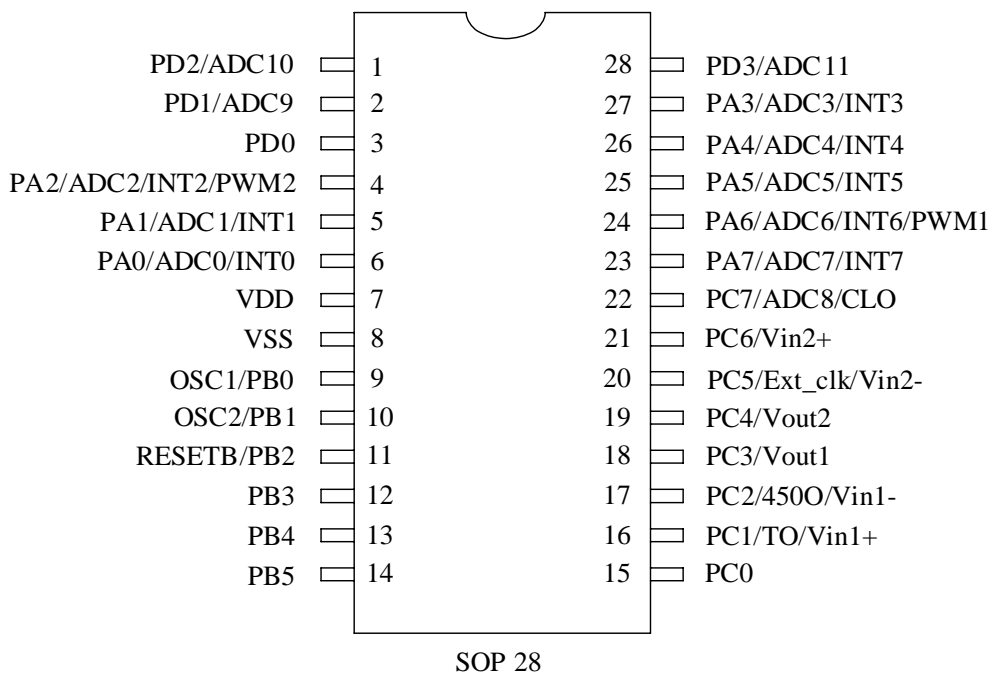 PD2/ADC10 1 28 PD3/ADC11
PD1/ADC9 2 27 PA3/ADC3/INT3
PD0 3 26 PA4/ADC4/INT4
PA2/ADC2/INT2/PWM2 4 25 PA5/ADC5/INT5
PA1/ADC1/INT1 5 24 PA6/ADC6/INT6/PWM1
PA0/ADC0/INT0 6 23 PA7/ADC7/INT7
VDD 7 22 PC7/ADC8/CLO
VSS 8 21 PC6/Vin2+
OSC1/PB0 9 20 PC5/Ext_clk/Vin2-
OSC2/PB1 10 19 PC4/Vout2
RESETB/PB2 11 18 PC3/Vout1
PB3 12 17 PC2/450O/Vin1-
PB4 13 16 PC1/TO/Vin1+
PB5 14 15 PC0
SOP 28